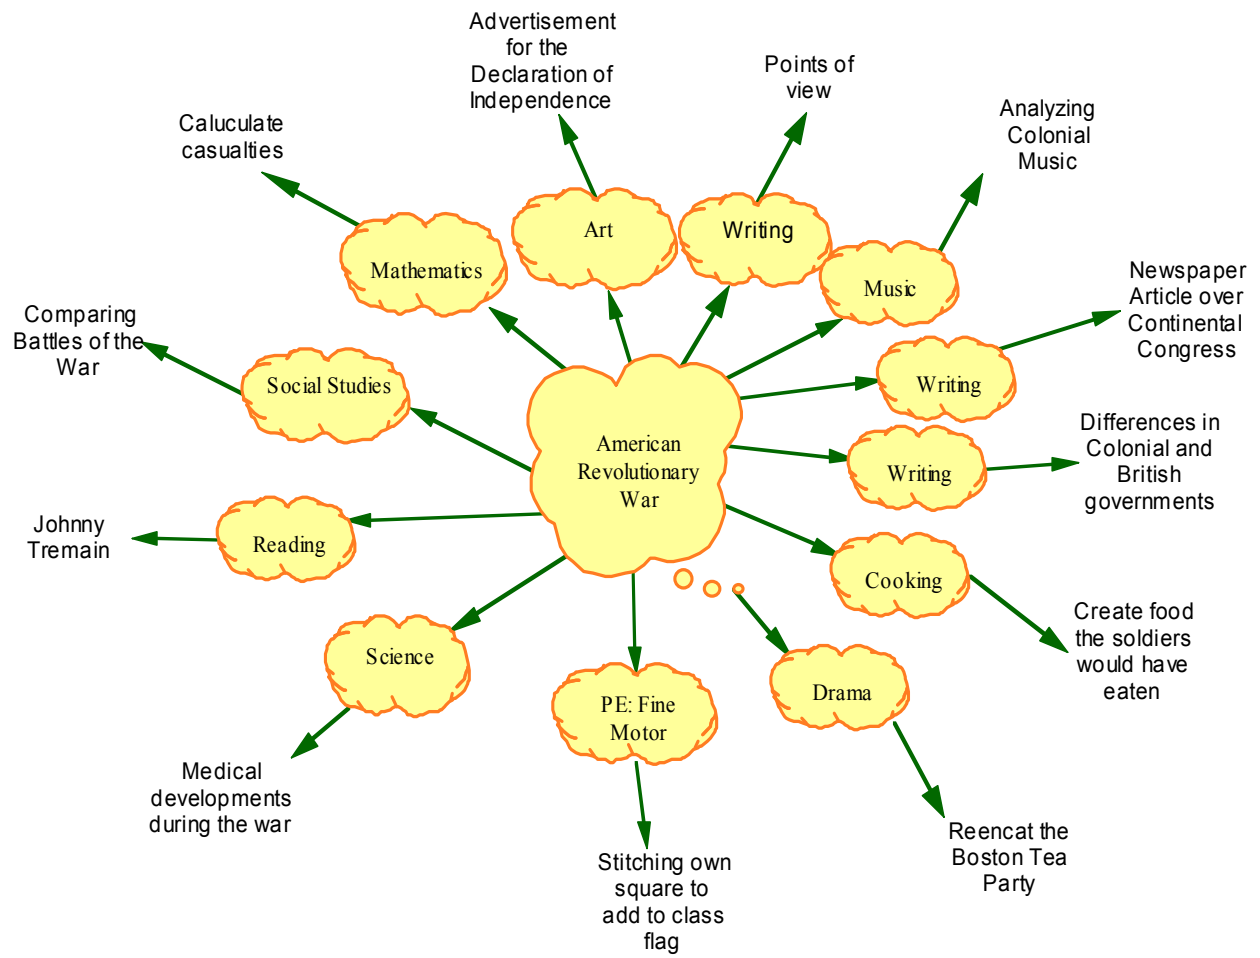 Advertisement
for the
Declaration of
Independence
Points of
view
Analyzing
Colonial
Music
Caluculate
casualties
Art
Writing
Mathematics
Music
Newspaper
Article over
Continental
Congress
Comparing
Battles of the
War
Social Studies
Writing
American
Revolutionary
War
Writing
Differences in
Colonial and
British
governments
Johnny
Tremain
Reading
Cooking
Create food
the soldiers
would have
eaten
Science
PE: Fine
Motor
Drama
Medical
developments
during the war
Stitching own
square to
add to class
flag
Reencat the
Boston Tea
Party